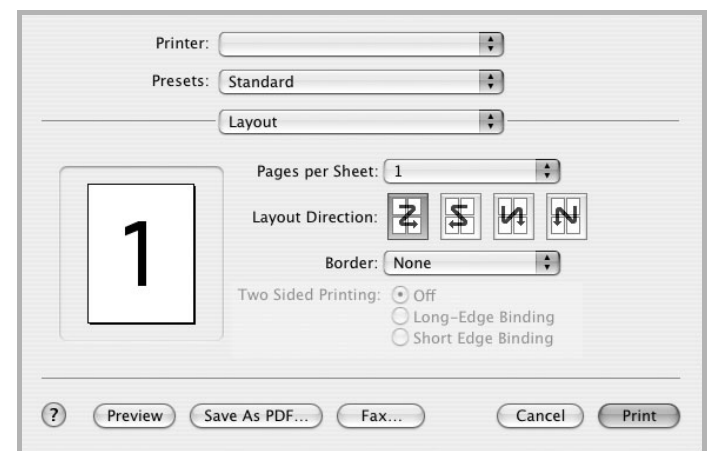 Printer:
Presets: Standard
Layout
Pages per Sheet: 1
1
Layout Direction:
Border: None
Two Sided Printing: Off
Long-Edge Binding
Short Edge Binding
? Preview Save As PDF... Fax... Cancel Print